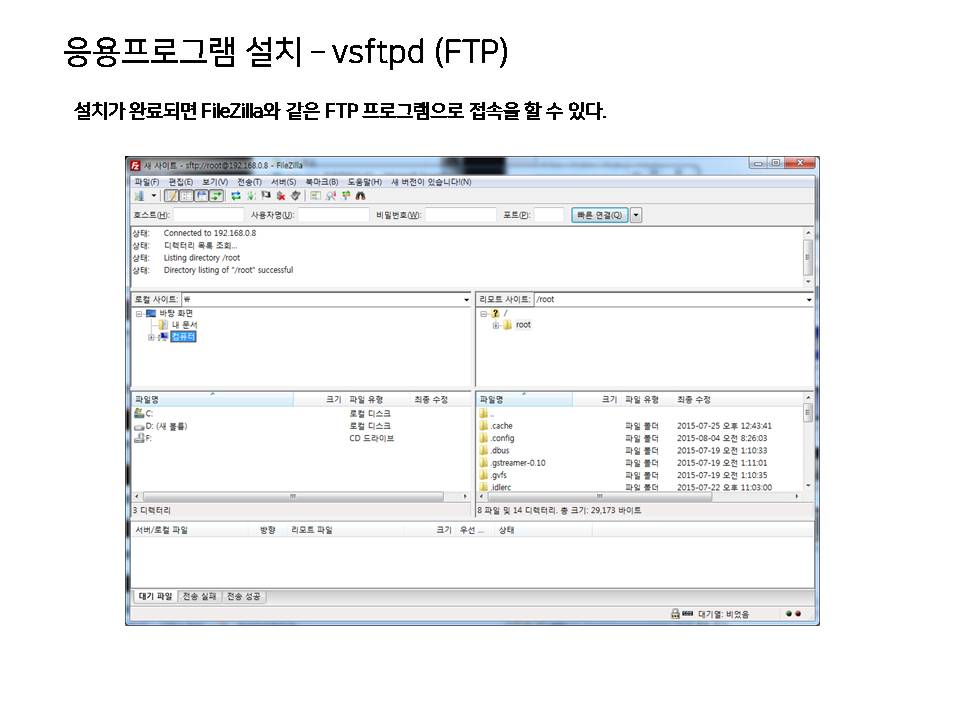 응용프로그램 설치 – vsftpd (FTP)
설치가 완료되면 FileZilla와 같은 FTP 프로그램으로 접속을 할 수 있다.
새 사이트 - sftp://root@192.168.0.8 - FileZilla
파일(F) 편집(E) 보기(V) 전송(T) 서버(S) 북마크(B) 도움말(H) 새 버전이 있습니다!(N)
호스트(H): 사용자명(U): 비밀번호(W): 포트(P): 빠른 연결(Q)
상태: Connected to 192.168.0.8
상태: 디렉터리 목록 조회...
상태: Listing directory /root
상태: Directory listing of "/root" successful
로컬 사이트: ₩ 리모트 사이트: /root
바탕 화면 /
내 문서 root
컴퓨터
파일명 크기 파일 유형 최종 수정 파일명 크기 파일 유형 최종 수정
C: 로컬 디스크 ..
D: (새 볼륨) 로컬 디스크 .cache 파일 폴더 2015-07-25 오후 12:43:41
F: CD 드라이브 .config 파일 폴더 2015-08-04 오전 8:26:03
.dbus 파일 폴더 2015-07-19 오전 1:10:33
.gstreamer-0.10 파일 폴더 2015-07-19 오전 1:11:01
.gvfs 파일 폴더 2015-07-19 오전 1:10:35
.idlerc 파일 폴더 2015-07-22 오후 11:03:00
3 디렉터리 8 파일 및 14 디렉터리. 총 크기: 29,173 바이트
서버/로컬 파일 방향 리모트 파일 크기 우선 ... 상태
대기 파일 전송 실패 전송 성공
대기열: 비었음